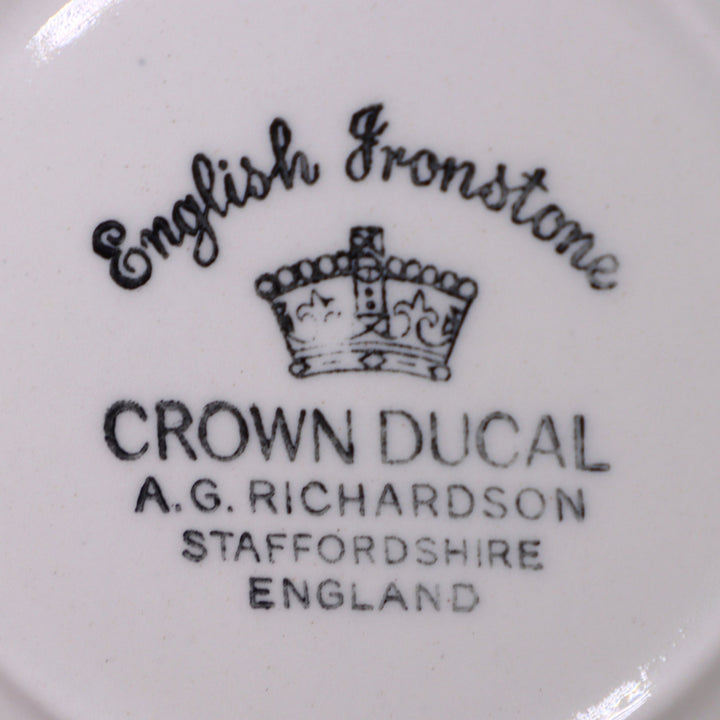 English Ironstone
CROWN DUCAL
A.G. RICHARDSON
STAFFORDSHIRE
ENGLAND